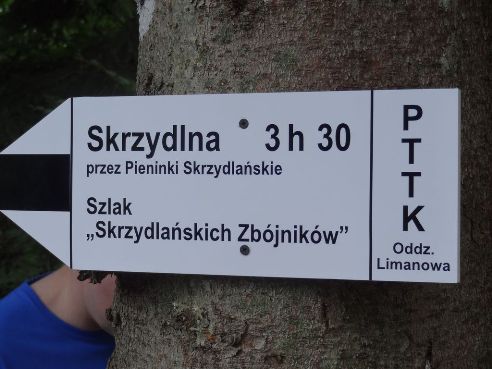 Skrzydlna 3 h 30
przez Pieninki Skrzydlańskie
Szlak
„Skrzydlańskich Zbójników”
P
T
T
K
Oddz.
Limanowa